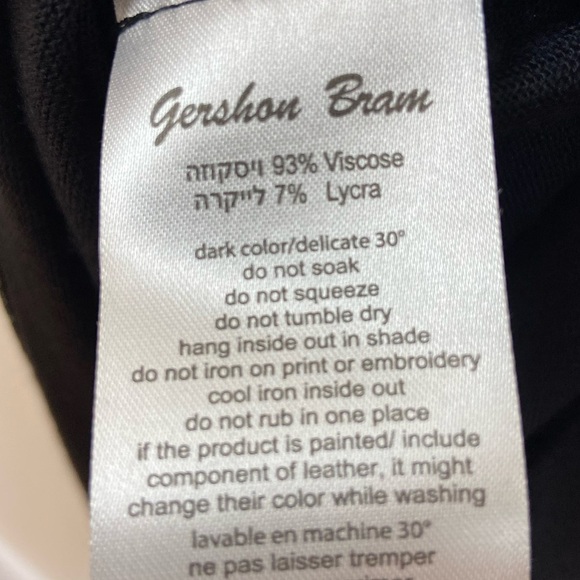 Gershon Bram
ויסקוזה 93% Viscose
לייקרה 7% Lycra
dark color/delicate 30°
do not soak
do not squeeze
do not tumble dry
hang inside out in shade
do not iron on print or embroidery
cool iron inside out
do not rub in one place
if the product is painted/ include
component of leather, it might
change their color while washing
lavable en machine 30°
ne pas laisser tremper